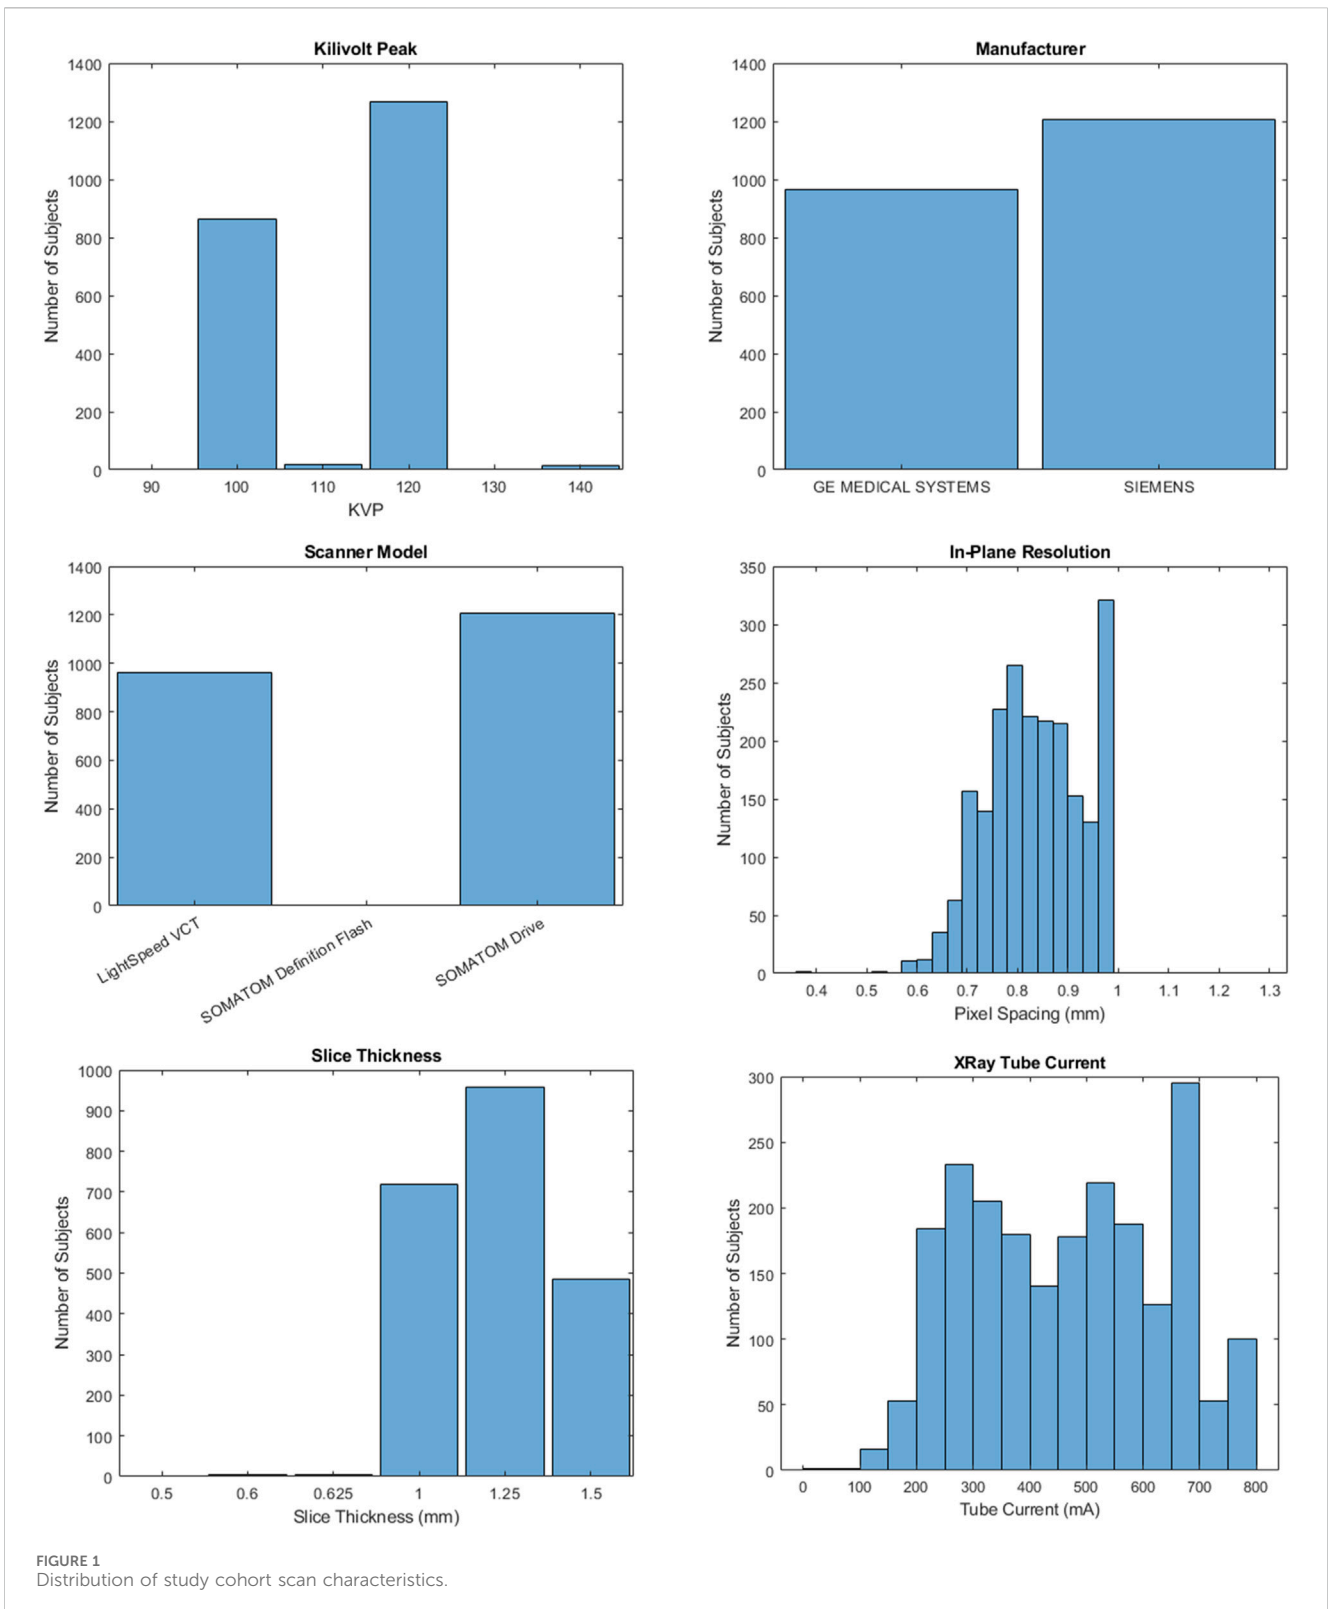 Kilivolt Peak
1400
1200
1000
800
600
400
200
0
Number of Subjects
90 100 110 120 130 140
KVP
Manufacturer
1400
1200
1000
800
600
400
200
0
Number of Subjects
GE MEDICAL SYSTEMS SIEMENS
Scanner Model
1400
1200
1000
800
600
400
200
0
Number of Subjects
LightSpeed VCT
SOMATOM Definition Flash
SOMATOM Drive
In-Plane Resolution
350
300
250
200
150
100
50
0
Number of Subjects
0.4 0.5 0.6 0.7 0.8 0.9 1 1.1 1.2 1.3
Pixel Spacing (mm)
Slice Thickness
1000
900
800
700
600
500
400
300
200
100
0
Number of Subjects
0.5 0.6 0.625 1 1.25 1.5
Slice Thickness (mm)
XRay Tube Current
300
250
200
150
100
50
0
Number of Subjects
0 100 200 300 400 500 600 700 800
Tube Current (mA)
FIGURE 1
Distribution of study cohort scan characteristics.